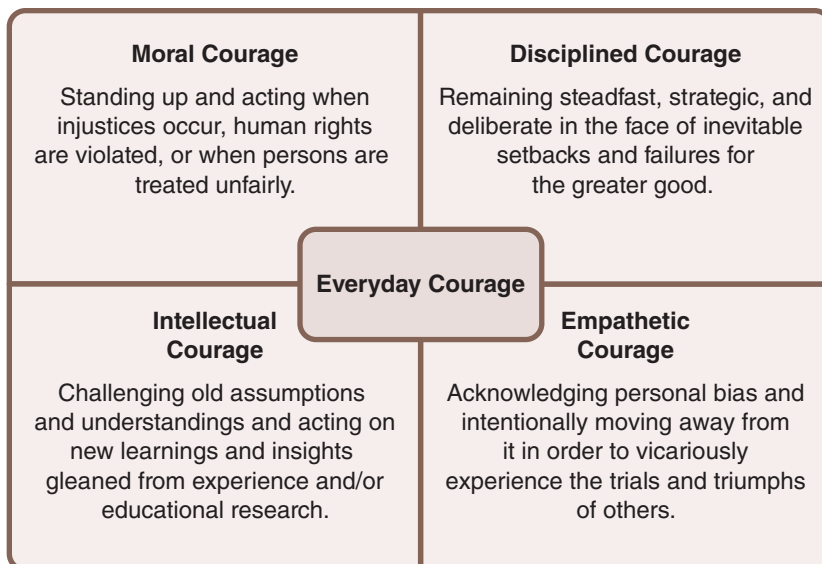 Moral Courage
Standing up and acting when
injustices occur, human rights
are violated, or when persons are
treated unfairly.
Disciplined Courage
Remaining steadfast, strategic, and
deliberate in the face of inevitable
setbacks and failures for
the greater good.
Everyday Courage
Intellectual
Courage
Challenging old assumptions
and understandings and acting on
new learnings and insights
gleaned from experience and/or
educational research.
Empathetic
Courage
Acknowledging personal bias and
intentionally moving away from
it in order to vicariously
experience the trials and triumphs
of others.